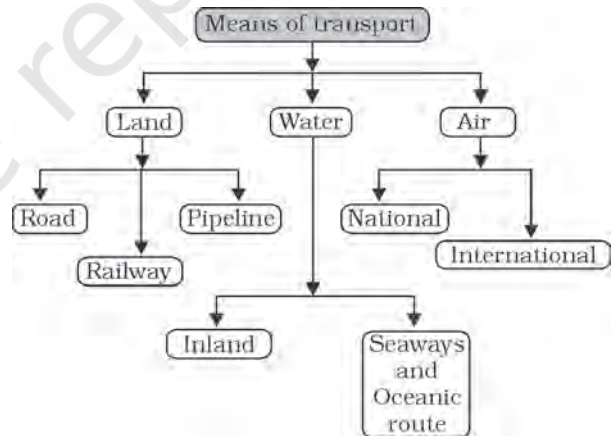 Means of transport
Land
Water
Air
Road
Pipeline
National
Railway
International
Inland
Seaways
and
Oceanic
route